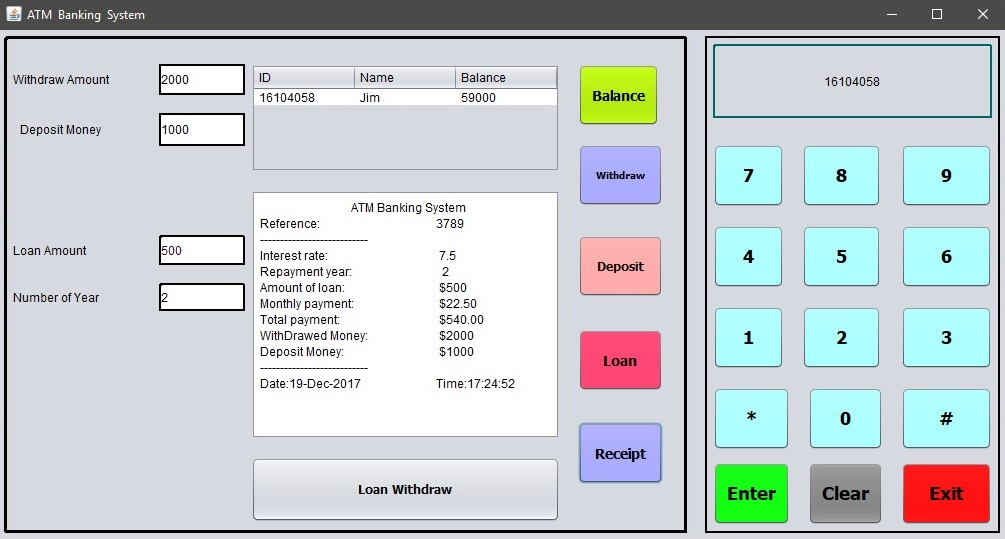 ATM Banking System
Withdraw Amount 2000
Deposit Money 1000
Loan Amount 500
Number of Year 2
ID Name Balance
16104058 Jim 59000
ATM Banking System
Reference: 3789
---------------------------
Interest rate: 7.5
Repayment year: 2
Amount of loan: $500
Monthly payment: $22.50
Total payment: $540.00
WithDrawed Money: $2000
Deposit Money: $1000
---------------------------
Date:19-Dec-2017 Time:17:24:52
Loan Withdraw
Balance
Withdraw
Deposit
Loan
Receipt
16104058
7 8 9
4 5 6
1 2 3
* 0 #
Enter Clear Exit